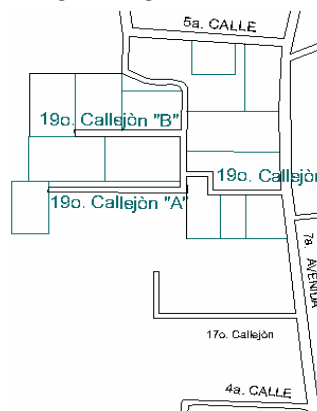 5a. CALLE
19o. Callejòn "B"
19o. Callejòn
19o. Callejòn "A"
7a. AVENIDA
17o. Callejòn
4a. CALLE